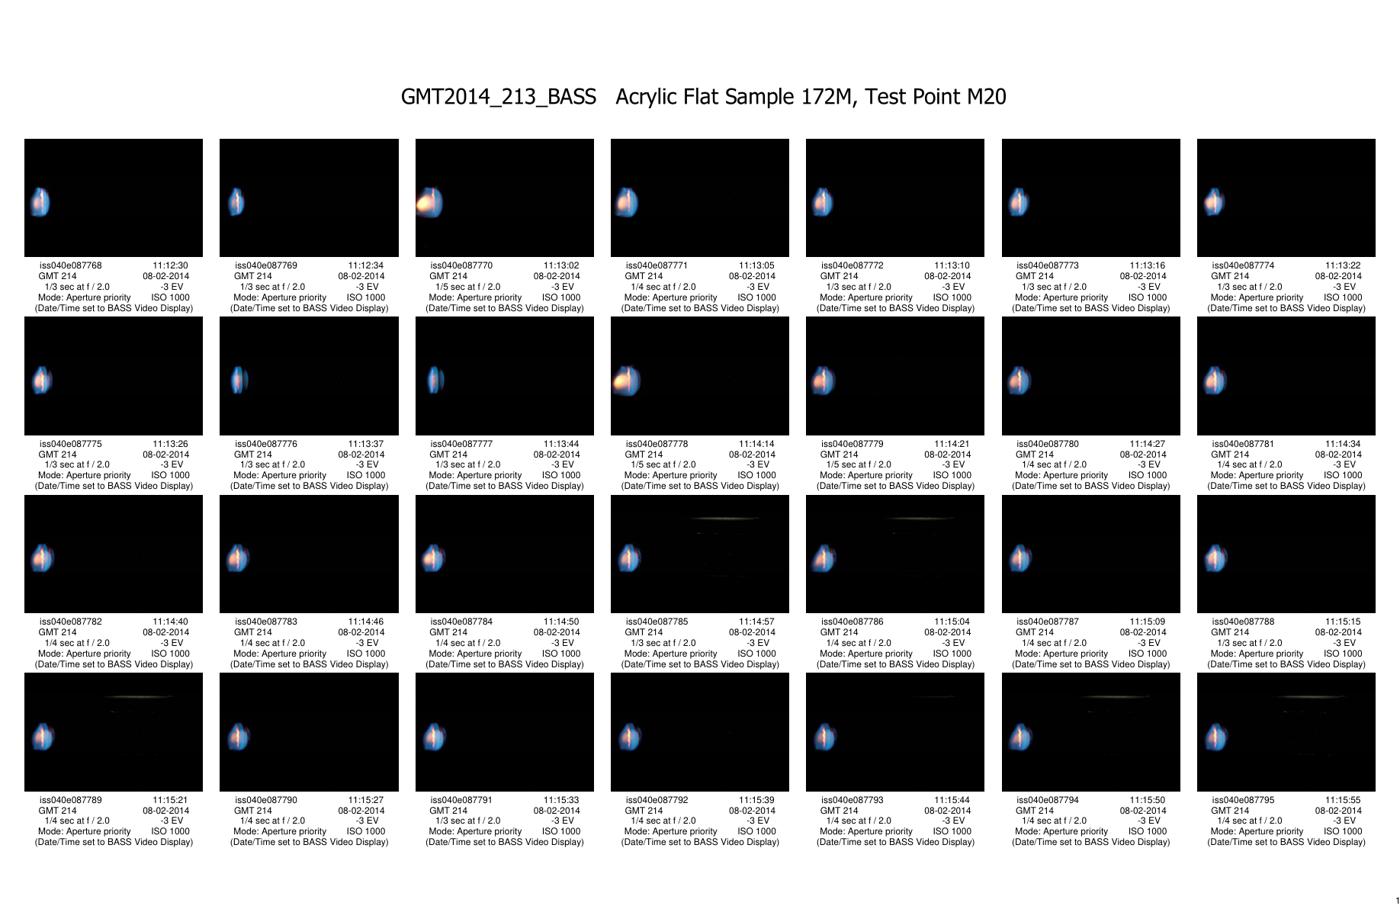 GMT2014_213_BASS Acrylic Flat Sample 172M, Test Point M20
iss040e087768 11:12:30
GMT 214 08-02-2014
1/3 sec at f / 2.0 -3 EV
Mode: Aperture priority ISO 1000
(Date/Time set to BASS Video Display)
iss040e087769 11:12:34
GMT 214 08-02-2014
1/3 sec at f / 2.0 -3 EV
Mode: Aperture priority ISO 1000
(Date/Time set to BASS Video Display)
iss040e087770 11:13:02
GMT 214 08-02-2014
1/5 sec at f / 2.0 -3 EV
Mode: Aperture priority ISO 1000
(Date/Time set to BASS Video Display)
iss040e087771 11:13:05
GMT 214 08-02-2014
1/4 sec at f / 2.0 -3 EV
Mode: Aperture priority ISO 1000
(Date/Time set to BASS Video Display)
iss040e087772 11:13:10
GMT 214 08-02-2014
1/3 sec at f / 2.0 -3 EV
Mode: Aperture priority ISO 1000
(Date/Time set to BASS Video Display)
iss040e087773 11:13:16
GMT 214 08-02-2014
1/3 sec at f / 2.0 -3 EV
Mode: Aperture priority ISO 1000
(Date/Time set to BASS Video Display)
iss040e087774 11:13:22
GMT 214 08-02-2014
1/3 sec at f / 2.0 -3 EV
Mode: Aperture priority ISO 1000
(Date/Time set to BASS Video Display)
iss040e087775 11:13:26
GMT 214 08-02-2014
1/3 sec at f / 2.0 -3 EV
Mode: Aperture priority ISO 1000
(Date/Time set to BASS Video Display)
iss040e087776 11:13:37
GMT 214 08-02-2014
1/3 sec at f / 2.0 -3 EV
Mode: Aperture priority ISO 1000
(Date/Time set to BASS Video Display)
iss040e087777 11:13:44
GMT 214 08-02-2014
1/3 sec at f / 2.0 -3 EV
Mode: Aperture priority ISO 1000
(Date/Time set to BASS Video Display)
iss040e087778 11:14:14
GMT 214 08-02-2014
1/5 sec at f / 2.0 -3 EV
Mode: Aperture priority ISO 1000
(Date/Time set to BASS Video Display)
iss040e087779 11:14:21
GMT 214 08-02-2014
1/5 sec at f / 2.0 -3 EV
Mode: Aperture priority ISO 1000
(Date/Time set to BASS Video Display)
iss040e087780 11:14:27
GMT 214 08-02-2014
1/4 sec at f / 2.0 -3 EV
Mode: Aperture priority ISO 1000
(Date/Time set to BASS Video Display)
iss040e087781 11:14:34
GMT 214 08-02-2014
1/4 sec at f / 2.0 -3 EV
Mode: Aperture priority ISO 1000
(Date/Time set to BASS Video Display)
iss040e087782 11:14:40
GMT 214 08-02-2014
1/4 sec at f / 2.0 -3 EV
Mode: Aperture priority ISO 1000
(Date/Time set to BASS Video Display)
iss040e087783 11:14:46
GMT 214 08-02-2014
1/4 sec at f / 2.0 -3 EV
Mode: Aperture priority ISO 1000
(Date/Time set to BASS Video Display)
iss040e087784 11:14:50
GMT 214 08-02-2014
1/4 sec at f / 2.0 -3 EV
Mode: Aperture priority ISO 1000
(Date/Time set to BASS Video Display)
iss040e087785 11:14:57
GMT 214 08-02-2014
1/4 sec at f / 2.0 -3 EV
Mode: Aperture priority ISO 1000
(Date/Time set to BASS Video Display)
iss040e087786 11:15:04
GMT 214 08-02-2014
1/4 sec at f / 2.0 -3 EV
Mode: Aperture priority ISO 1000
(Date/Time set to BASS Video Display)
iss040e087787 11:15:09
GMT 214 08-02-2014
1/4 sec at f / 2.0 -3 EV
Mode: Aperture priority ISO 1000
(Date/Time set to BASS Video Display)
iss040e087788 11:15:15
GMT 214 08-02-2014
1/3 sec at f / 2.0 -3 EV
Mode: Aperture priority ISO 1000
(Date/Time set to BASS Video Display)
iss040e087789 11:15:21
GMT 214 08-02-2014
1/4 sec at f / 2.0 -3 EV
Mode: Aperture priority ISO 1000
(Date/Time set to BASS Video Display)
iss040e087790 11:15:27
GMT 214 08-02-2014
1/4 sec at f / 2.0 -3 EV
Mode: Aperture priority ISO 1000
(Date/Time set to BASS Video Display)
iss040e087791 11:15:33
GMT 214 08-02-2014
1/3 sec at f / 2.0 -3 EV
Mode: Aperture priority ISO 1000
(Date/Time set to BASS Video Display)
iss040e087792 11:15:39
GMT 214 08-02-2014
1/4 sec at f / 2.0 -3 EV
Mode: Aperture priority ISO 1000
(Date/Time set to BASS Video Display)
iss040e087793 11:15:44
GMT 214 08-02-2014
1/4 sec at f / 2.0 -3 EV
Mode: Aperture priority ISO 1000
(Date/Time set to BASS Video Display)
iss040e087794 11:15:50
GMT 214 08-02-2014
1/4 sec at f / 2.0 -3 EV
Mode: Aperture priority ISO 1000
(Date/Time set to BASS Video Display)
iss040e087795 11:15:55
GMT 214 08-02-2014
1/4 sec at f / 2.0 -3 EV
Mode: Aperture priority ISO 1000
(Date/Time set to BASS Video Display)